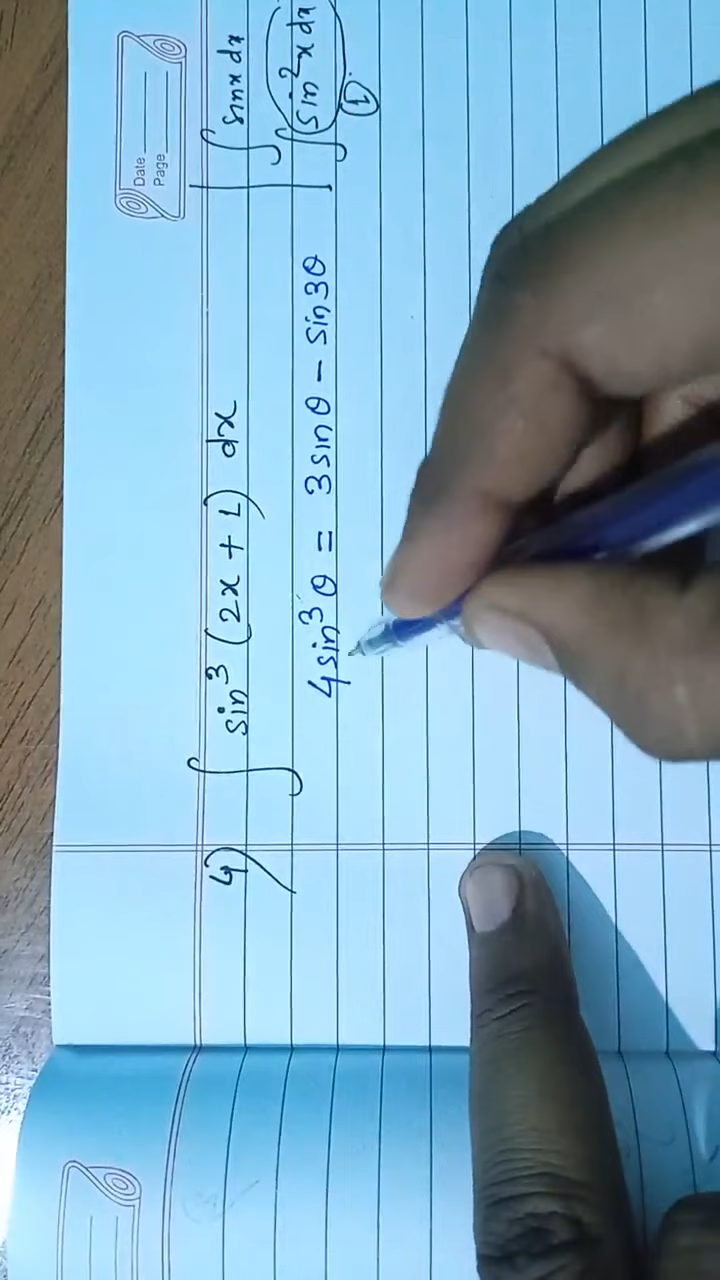 Date
Page
4) ∫ sin³ (2x + 1) dx
4sin³θ = 3sinθ − sin3θ
∫ sinx dx
∫ sin²x dx
①